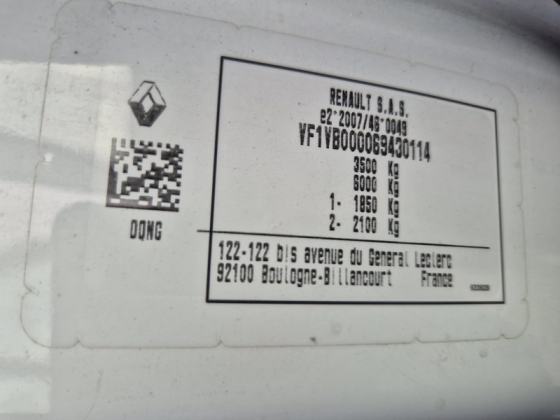 RENAULT S.A.S.
e2*2007/46*0049
VF1VB000069430114
3500 Kg
6000 Kg
1- 1850 Kg
2- 2100 Kg
DQNG
122-122 bis avenue du General Leclerc
92100 Boulogne-Billancourt France